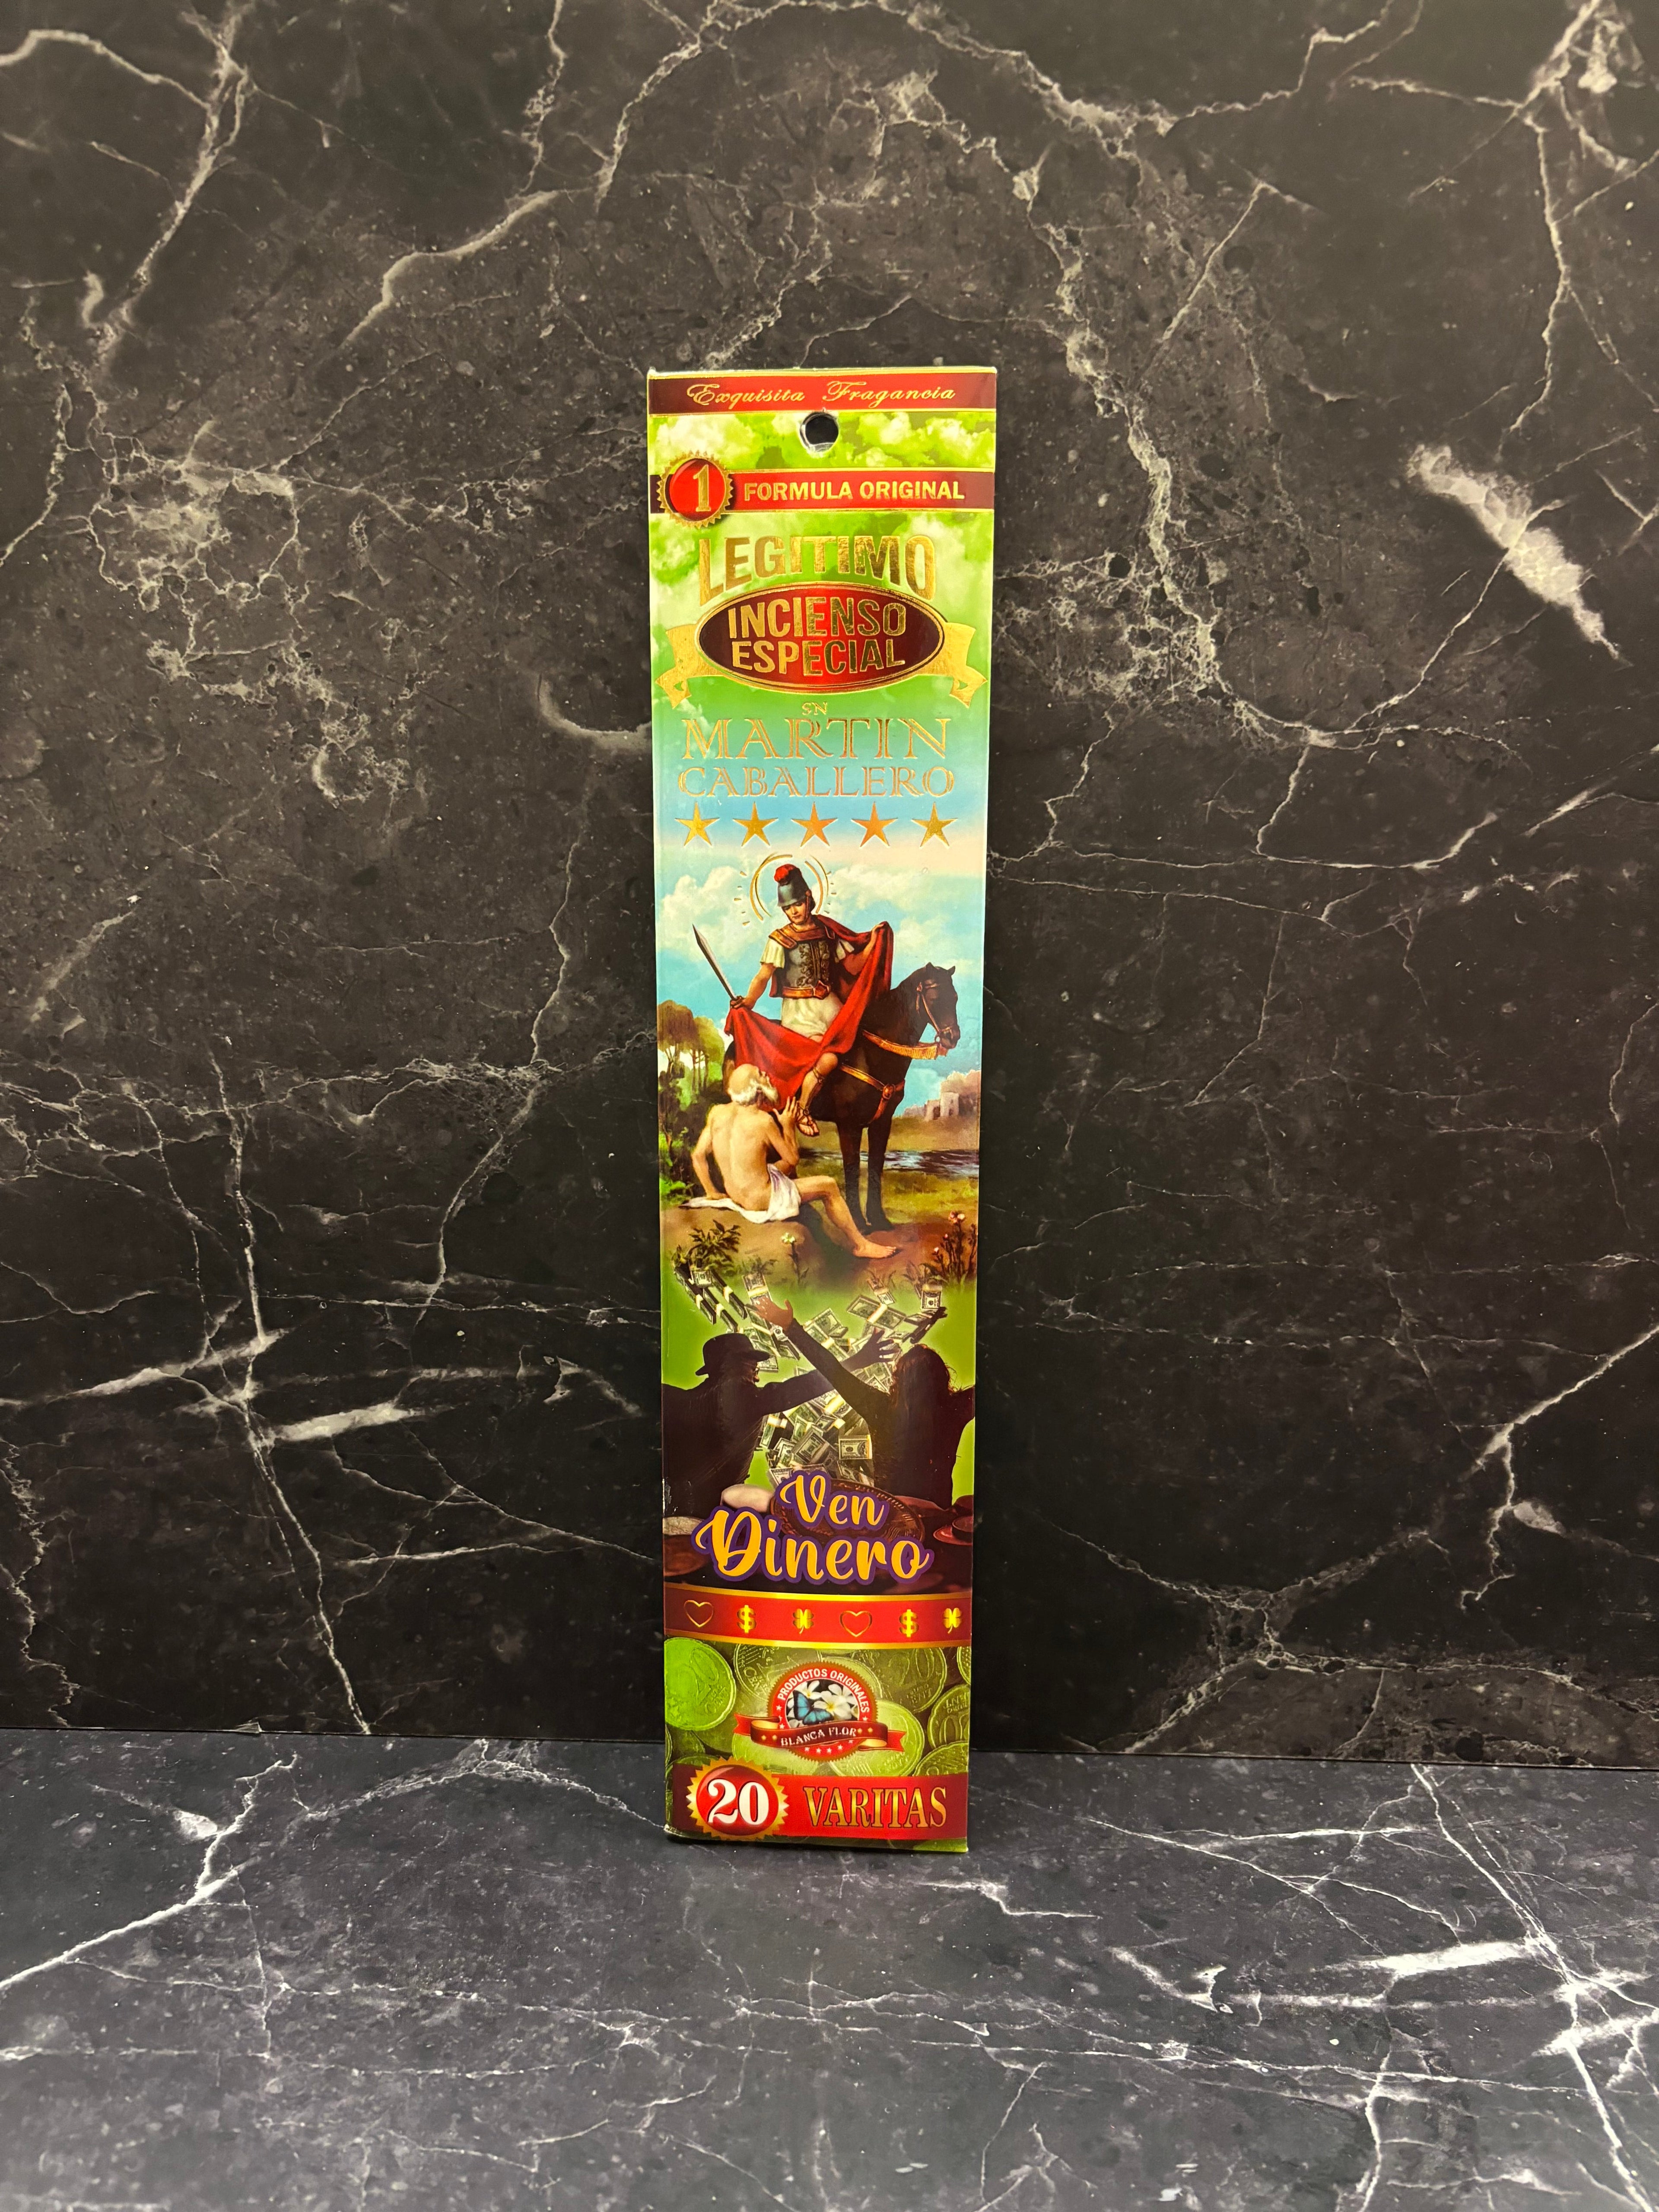 Exquisita Fragancia
1 FORMULA ORIGINAL
LEGITIMO
INCIENSO
ESPECIAL
SN
MARTIN
CABALLERO
Ven
Dinero
$ $
PRODUCTOS ORIGINALES
BLANCA FLOR
20 VARITAS